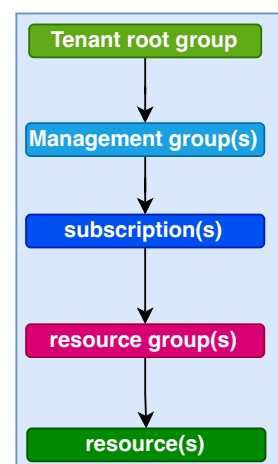 Tenant root group
Management group(s)
subscription(s)
resource group(s)
resource(s)